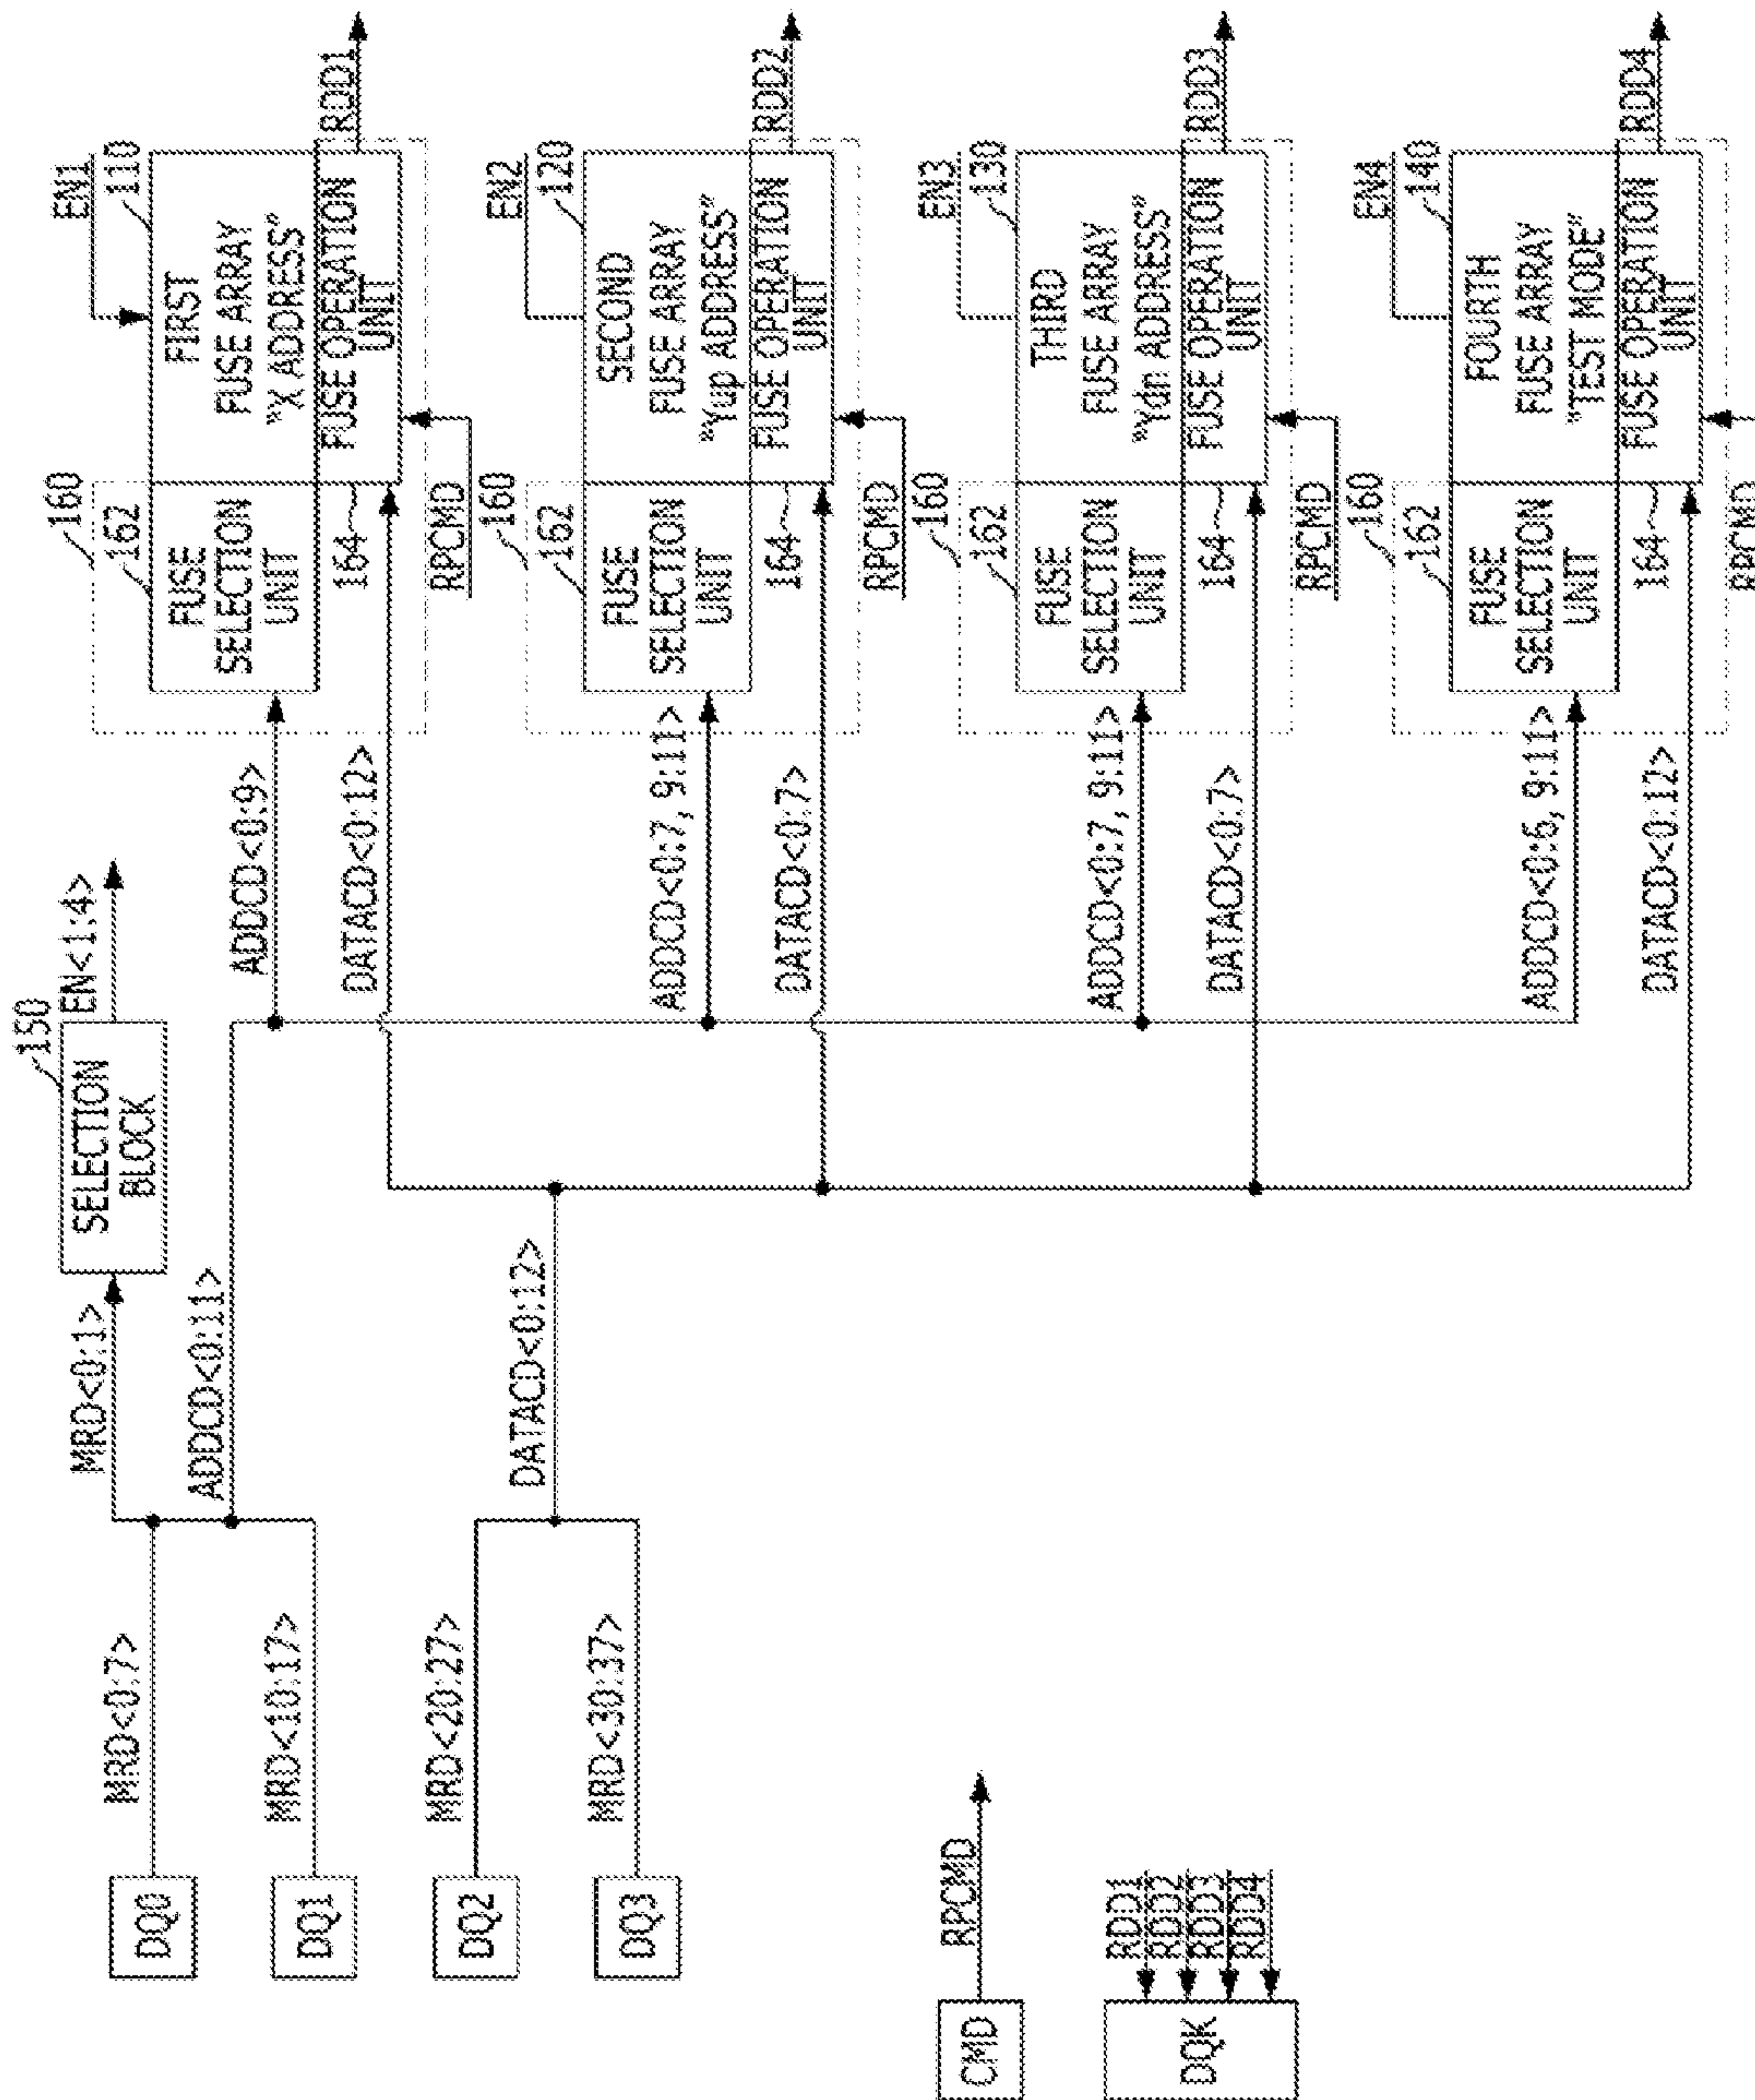 DQ0
MRD<0:7>
DQ1
MRD<10:17>
DQ2
MRD<20:27>
DQ3
MRD<30:37>
CMD
RPCMD
DQK
RDD1
RDD2
RDD3
RDD4
MRD<0:1>
ADDCD<0:11>
DATACD<0:12>
150
SELECTION
BLOCK
EN<1:4>
ADDCD<0:9>
DATACD<0:12>
160
162
FUSE
SELECTION
UNIT
164
RPCMD
EN1
110
FIRST
FUSE ARRAY
"X ADDRESS"
FUSE OPERATION
UNIT
RDD1
ADDCD<0:7, 9:11>
DATACD<0:7>
160
162
FUSE
SELECTION
UNIT
164
RPCMD
EN2
120
SECOND
FUSE ARRAY
"Yup ADDRESS"
FUSE OPERATION
UNIT
RDD2
ADDCD<0:7, 9:11>
DATACD<0:7>
160
162
FUSE
SELECTION
UNIT
164
RPCMD
EN3
130
THIRD
FUSE ARRAY
"Ydn ADDRESS"
FUSE OPERATION
UNIT
RDD3
ADDCD<0:6, 9:11>
DATACD<0:12>
160
162
FUSE
SELECTION
UNIT
164
RPCMD
EN4
140
FOURTH
FUSE ARRAY
"TEST MODE"
FUSE OPERATION
UNIT
RDD4